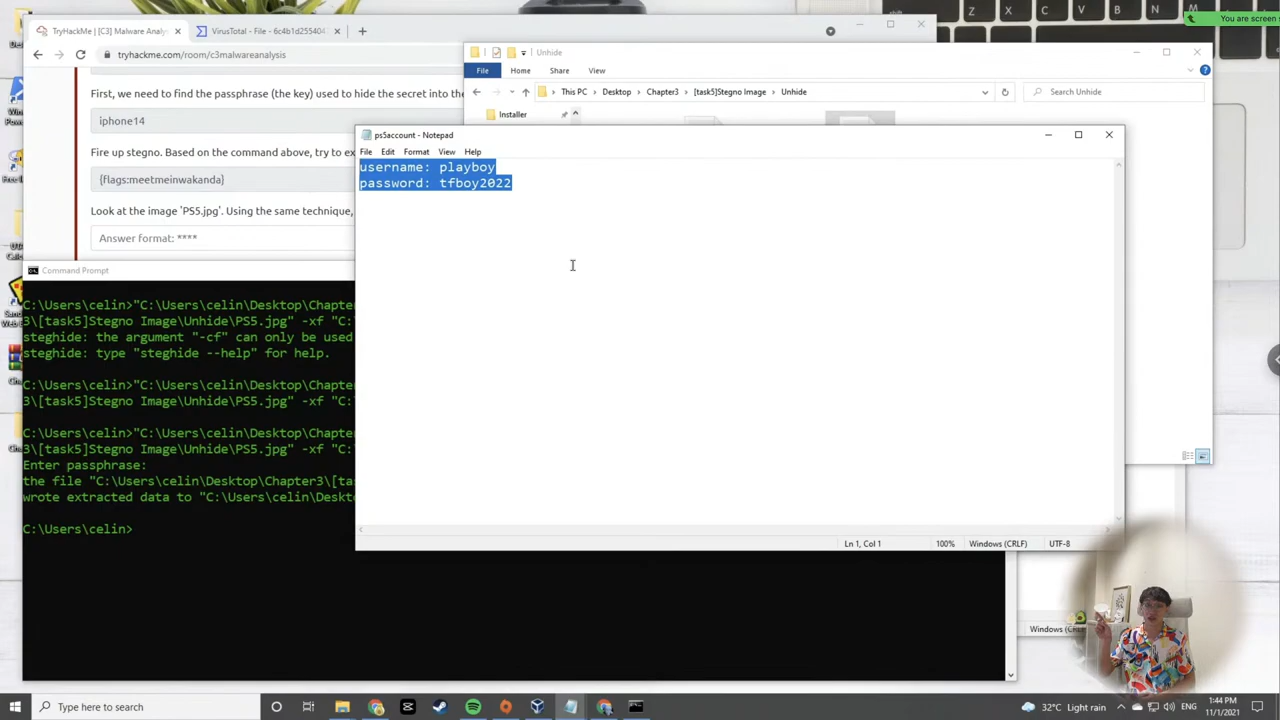 You are screen s
TryHackMe | [C3] Malware Analy
VirusTotal - File - 6c4b1d255404
tryhackme.com/room/c3malwareanalysis
First, we need to find the passphrase (the key) used to hide the secret into the
iphone14
Fire up stegno. Based on the command above, try to ex
{flags:meetmeinwakanda}
Look at the image 'PS5.jpg'. Using the same technique,
Answer format: ****
Unhide
File Home Share View
This PC > Desktop > Chapter3 > [task5]Stegno Image > Unhide
Search Unhide
Installer
ps5account - Notepad
File Edit Format View Help
username: playboy
password: tfboy2022
Ln 1, Col 1 100% Windows (CRLF) UTF-8
Command Prompt
C:\Users\celin>"C:\Users\celin\Desktop\Chapter
3\[task5]Stegno Image\Unhide\PS5.jpg" -xf "C:
steghide: the argument "-cf" can only be used
steghide: type "steghide --help" for help.
C:\Users\celin>"C:\Users\celin\Desktop\Chapte
3\[task5]Stegno Image\Unhide\PS5.jpg" -xf "C:
C:\Users\celin>"C:\Users\celin\Desktop\Chapte
3\[task5]Stegno Image\Unhide\PS5.jpg" -xf "C:
Enter passphrase:
the file "C:\Users\celin\Desktop\Chapter3\[ta
wrote extracted data to "C:\Users\celin\Deskt
C:\Users\celin>
Type here to search
32°C Light rain
ENG
1:44 PM
11/1/2021